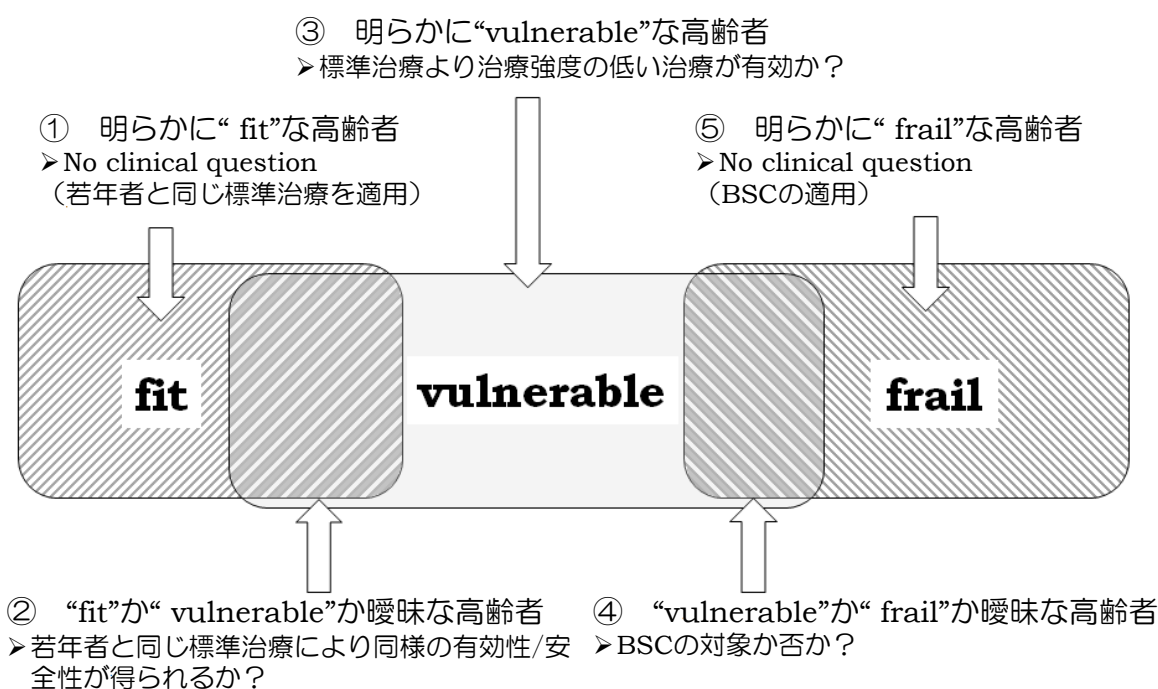 ③　明らかに“vulnerable”な高齢者
➢標準治療より治療強度の低い治療が有効か？
①　明らかに“ fit”な高齢者
➢No clinical question
（若年者と同じ標準治療を適用）
⑤　明らかに“ frail”な高齢者
➢No clinical question
（BSCの適用）
fit
vulnerable
frail
②　“fit”か“ vulnerable”か曖昧な高齢者
➢若年者と同じ標準治療により同様の有効性/安
全性が得られるか？
④　“vulnerable”か“ frail”か曖昧な高齢者
➢BSCの対象か否か？